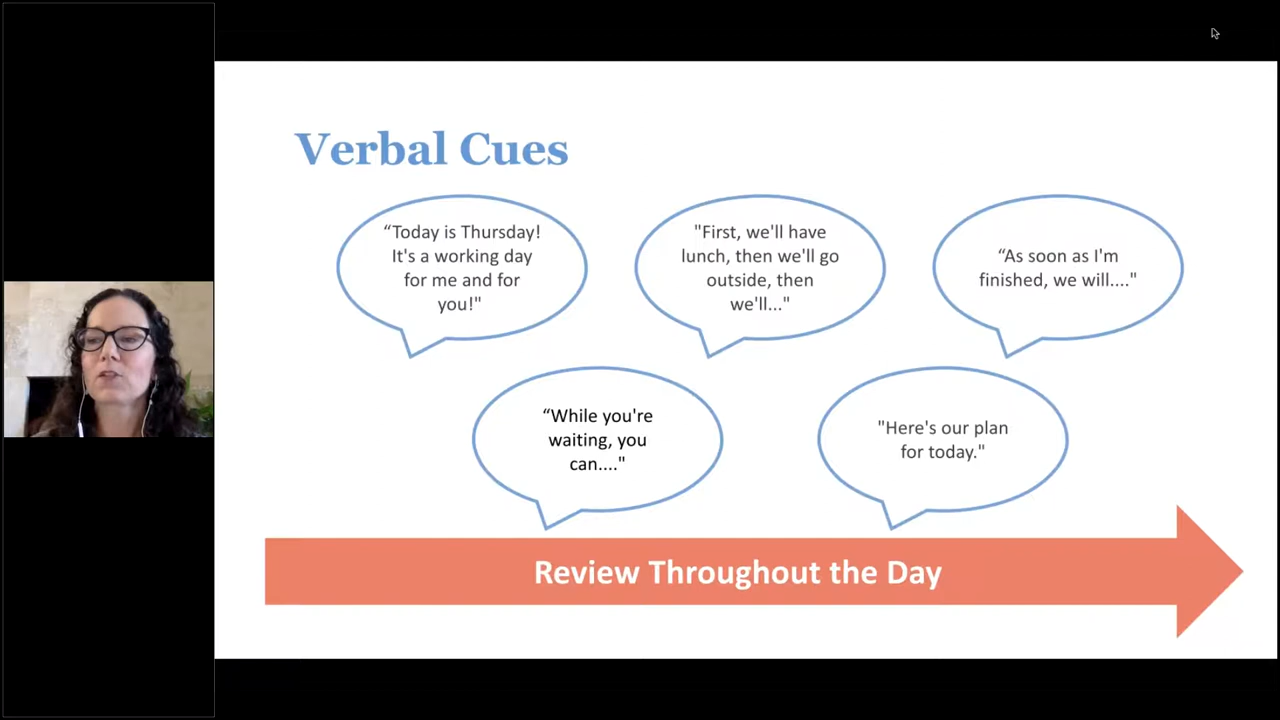 Verbal Cues
“Today is Thursday!
It's a working day
for me and for
you!"
"First, we'll have
lunch, then we'll go
outside, then
we'll..."
“As soon as I'm
finished, we will...."
“While you're
waiting, you
can...."
"Here's our plan
for today."
Review Throughout the Day